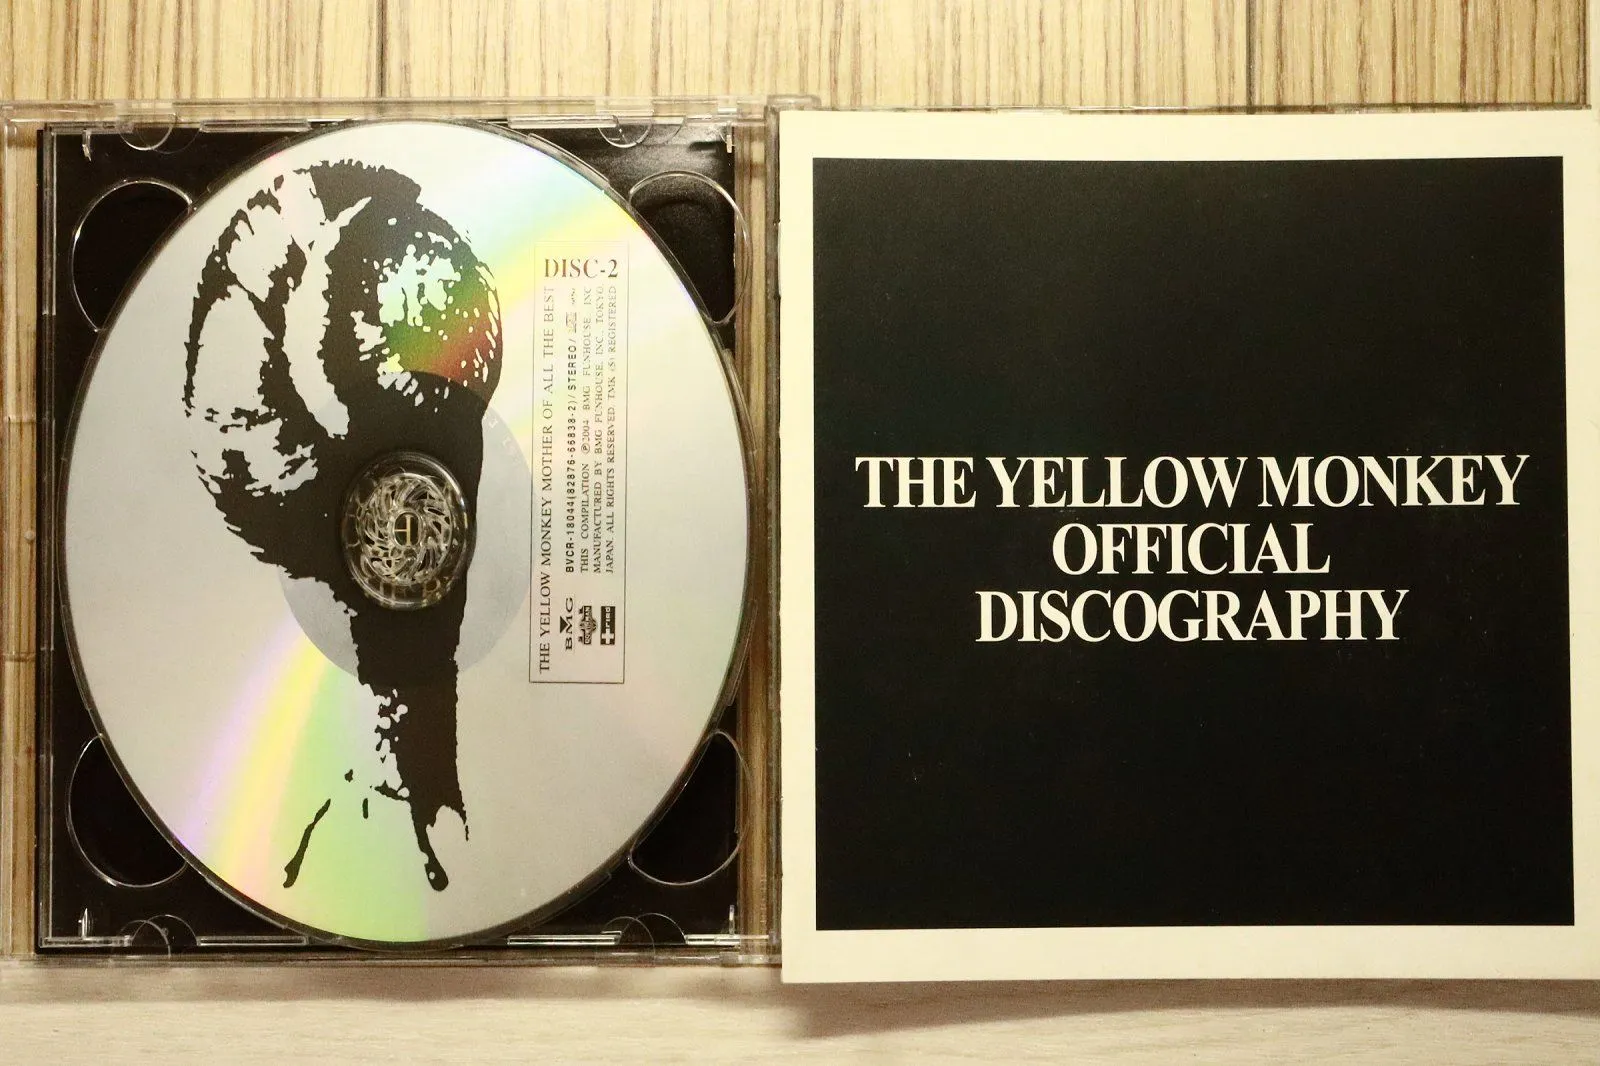 DISC-2
THE YELLOW MONKEY MOTHER OF ALL THE BEST
BVCR-18044(82876-66838-2)/ STEREO/
THIS COMPILATION ℗2004 BMG FUNHOUSE, INC
MANUFACTURED BY BMG FUNHOUSE, INC., TOKYO,
JAPAN. ALL RIGHTS RESERVED. TMK (S) REGISTERED
BMG
THE YELLOW MONKEY
OFFICIAL
DISCOGRAPHY